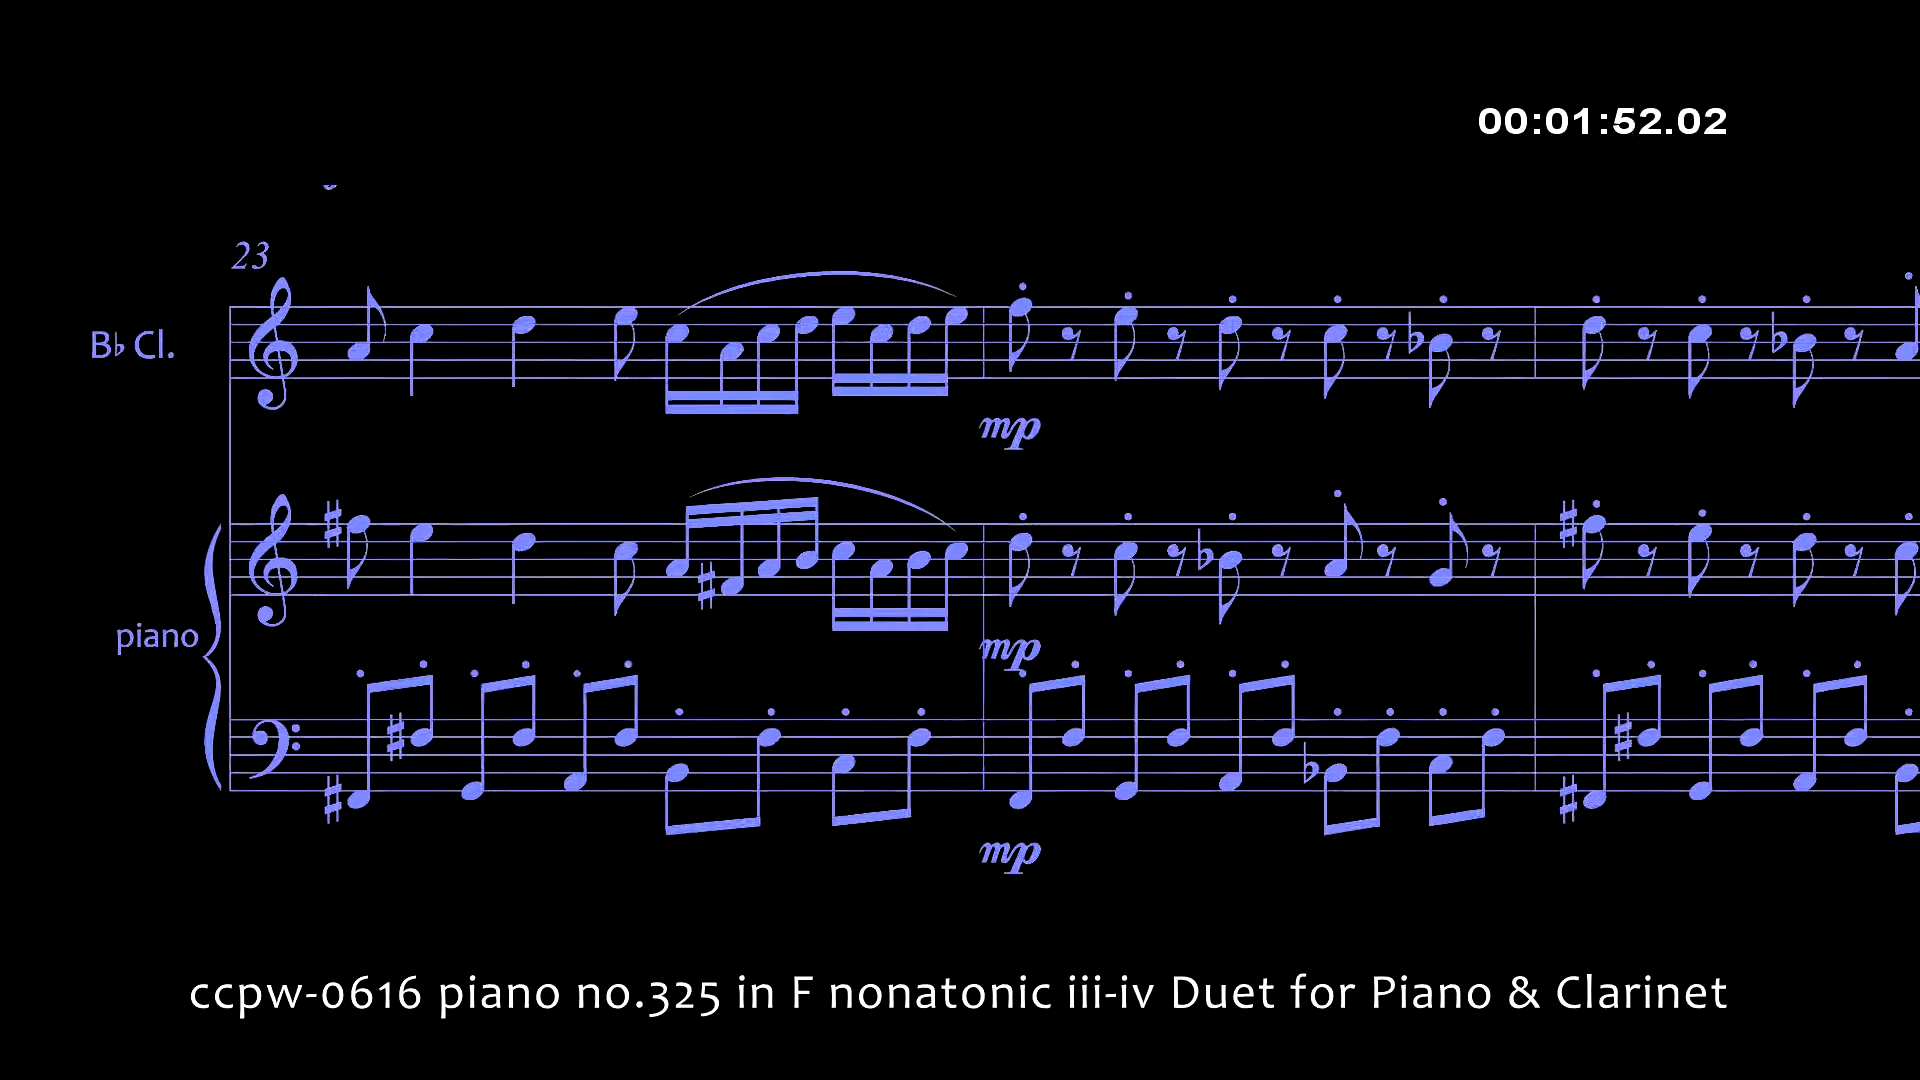 00:01:52.02
23
B♭ Cl.
mp
piano
mp
mp
ccpw-0616 piano no.325 in F nonatonic iii-iv Duet for Piano & Clarinet